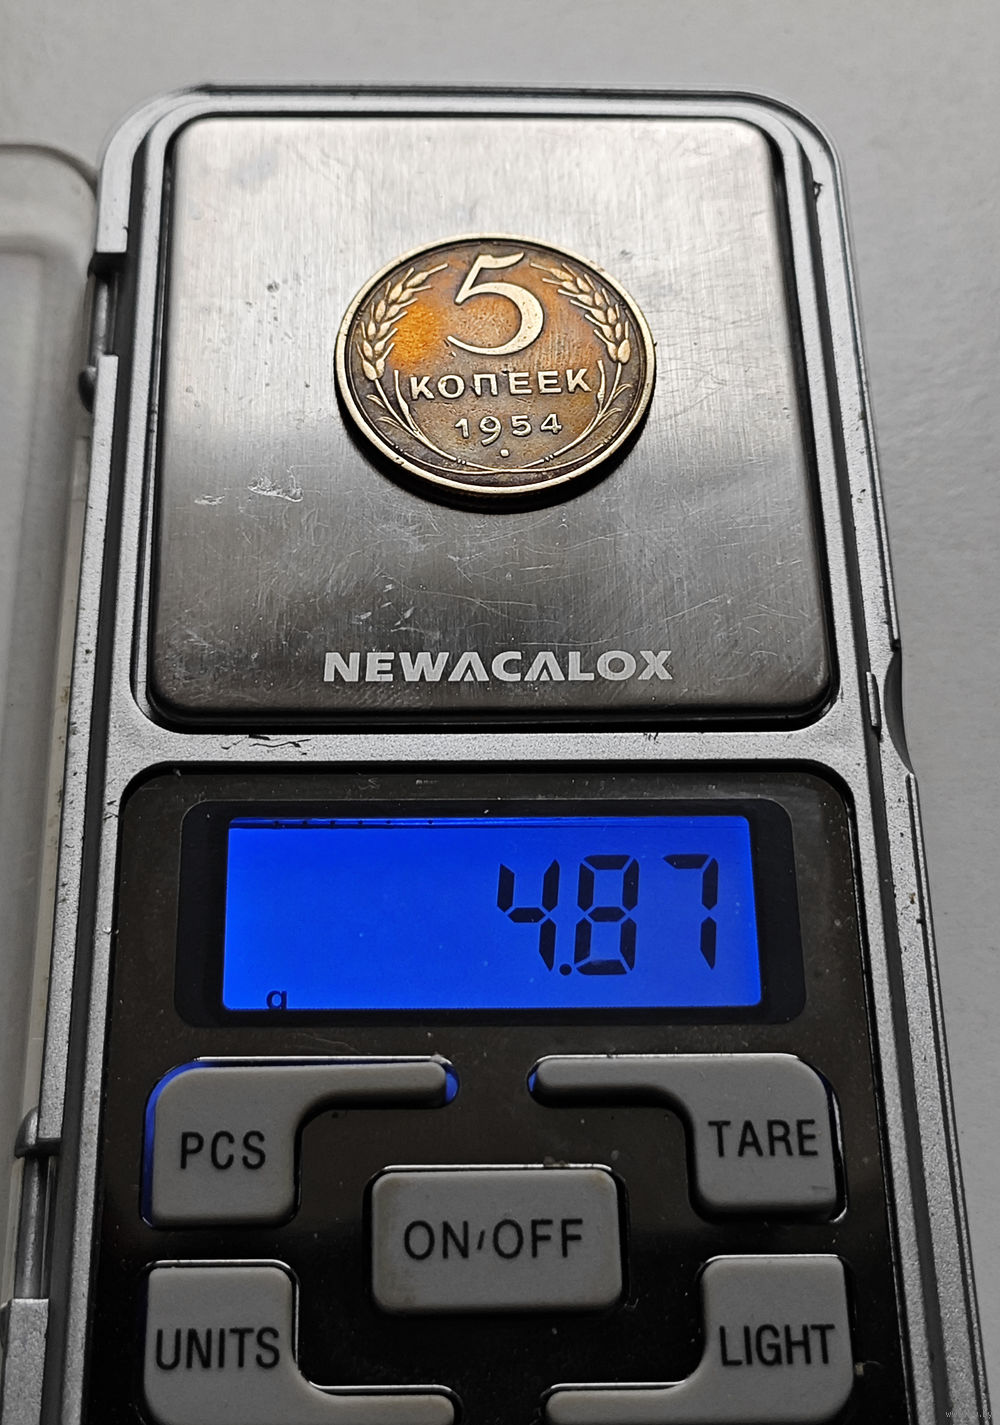 5
КОПЕЕК
1954
NEWACALOX
4.87
g
PCS
TARE
ON/OFF
UNITS
LIGHT